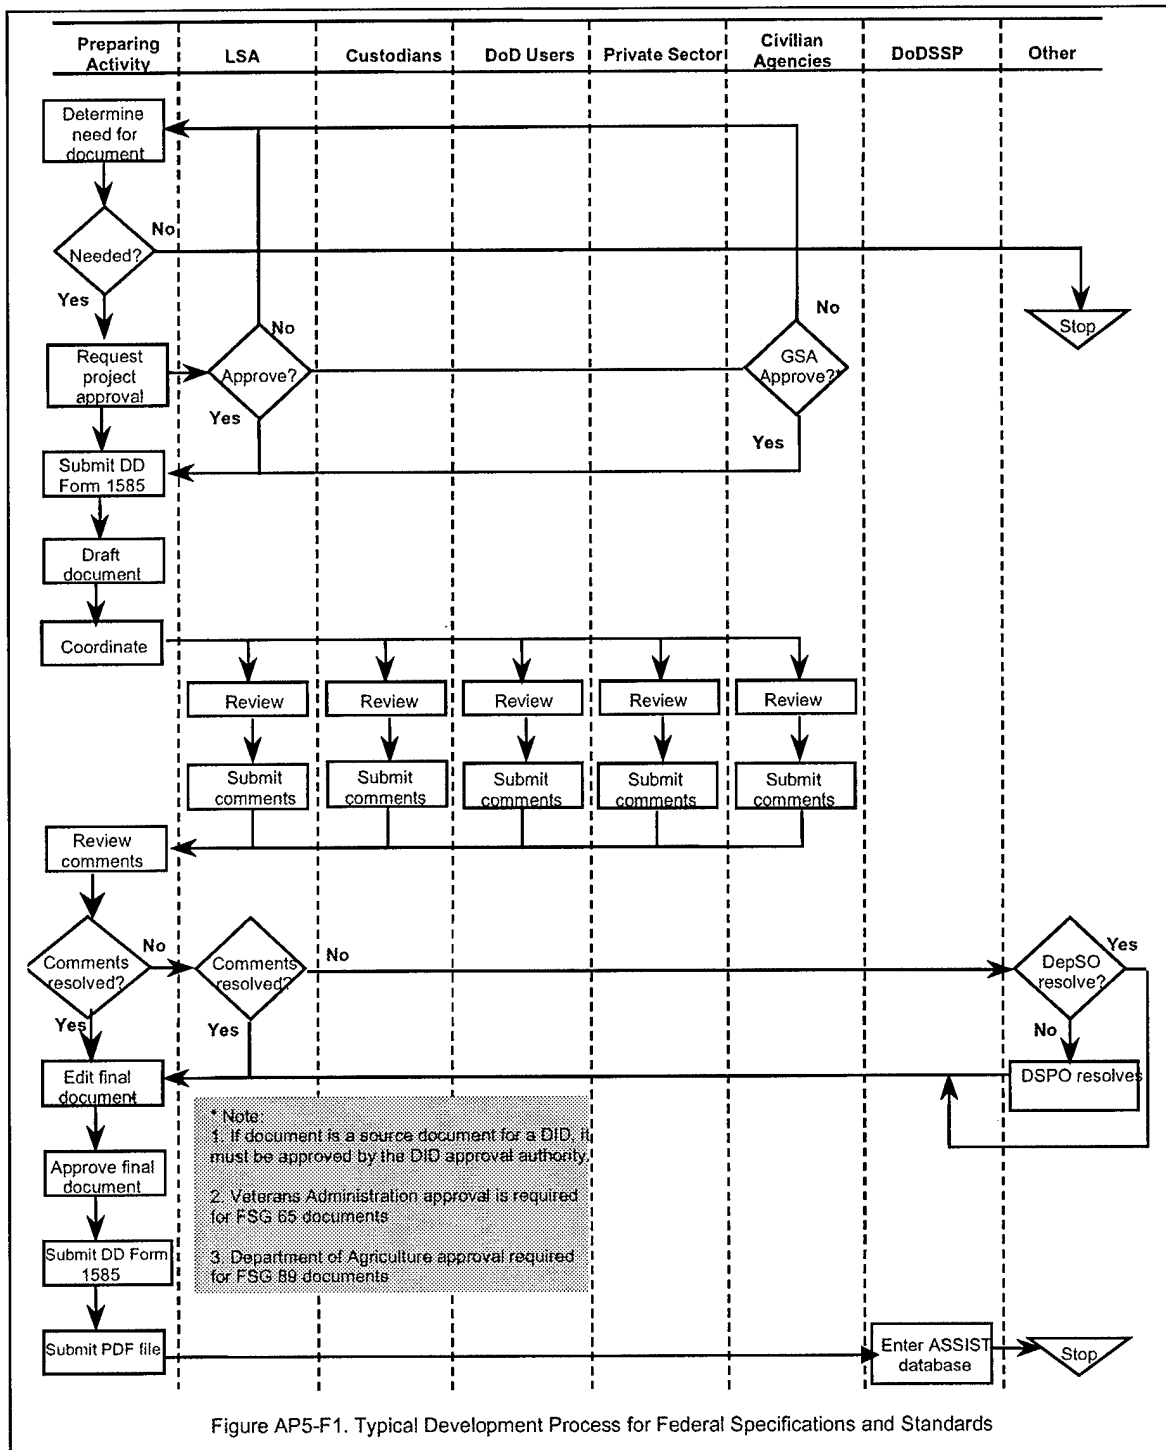 Preparing
Activity
LSA
Custodians
DoD Users
Private Sector
Civilian
Agencies
DoDSSP
Other
Determine
need for
document
No
Needed?
Yes
No
No
Stop
Request
project
approval
Approve?
GSA
Approve?*
Yes
Yes
Submit DD
Form 1585
Draft
document
Coordinate
Review
Review
Review
Review
Review
Submit
comments
Submit
comments
Submit
comments
Submit
comments
Submit
comments
Review
comments
Comments
resolved?
No
Comments
resolved?
No
DepSO
resolve?
Yes
Yes
Yes
No
Edit final
document
DSPO resolves
* Note:
1. If document is a source document for a DID, it
must be approved by the DID approval authority.
2. Veterans Administration approval is required
for FSG 65 documents
3. Department of Agriculture approval required
for FSG 89 documents
Approve final
document
Submit DD Form
1585
Submit PDF file
Enter ASSIST
database
Stop
Figure AP5-F1. Typical Development Process for Federal Specifications and Standards